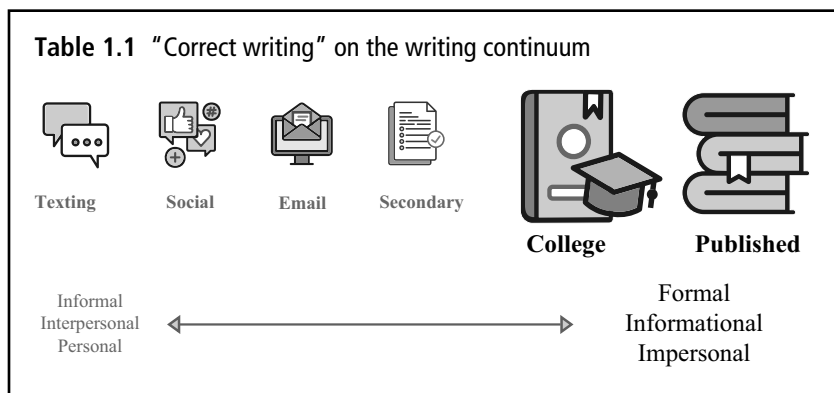 Table 1.1 "Correct writing" on the writing continuum
#
Texting Social Email Secondary College Published
Informal
Interpersonal
Personal
Formal
Informational
Impersonal